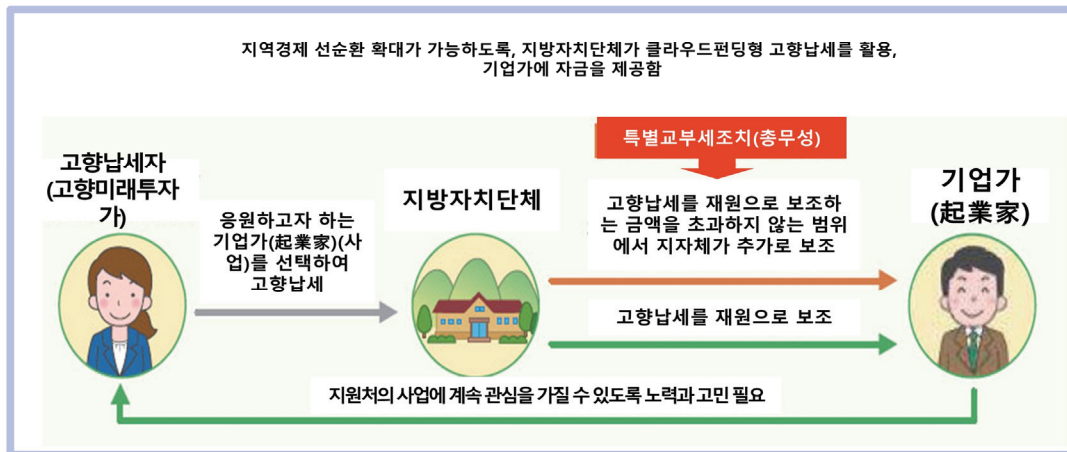 지역경제 선순환 확대가 가능하도록, 지방자치단체가 클라우드펀딩형 고향납세를 활용,
기업가에 자금을 제공함
특별교부세조치(총무성)
고향납세자
(고향미래투자
가)
응원하고자 하는
기업가(起業家)(사
업)를 선택하여
고향납세
지방자치단체
고향납세를 재원으로 보조하
는 금액을 초과하지 않는 범위
에서 지자체가 추가로 보조
고향납세를 재원으로 보조
기업가
(起業家)
지원처의 사업에 계속 관심을 가질 수 있도록 노력과 고민 필요